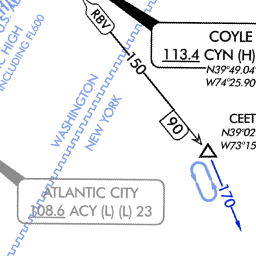 RBV
COYLE
113.4 CYN (H)
N39°49.04'
W74°25.90'
150
WASHINGTON
NEW YORK
INCLUDING FL600
HIGH
CEET
N39°02
W73°15
90
170
ATLANTIC CITY
108.6 ACY (L) (L) 23